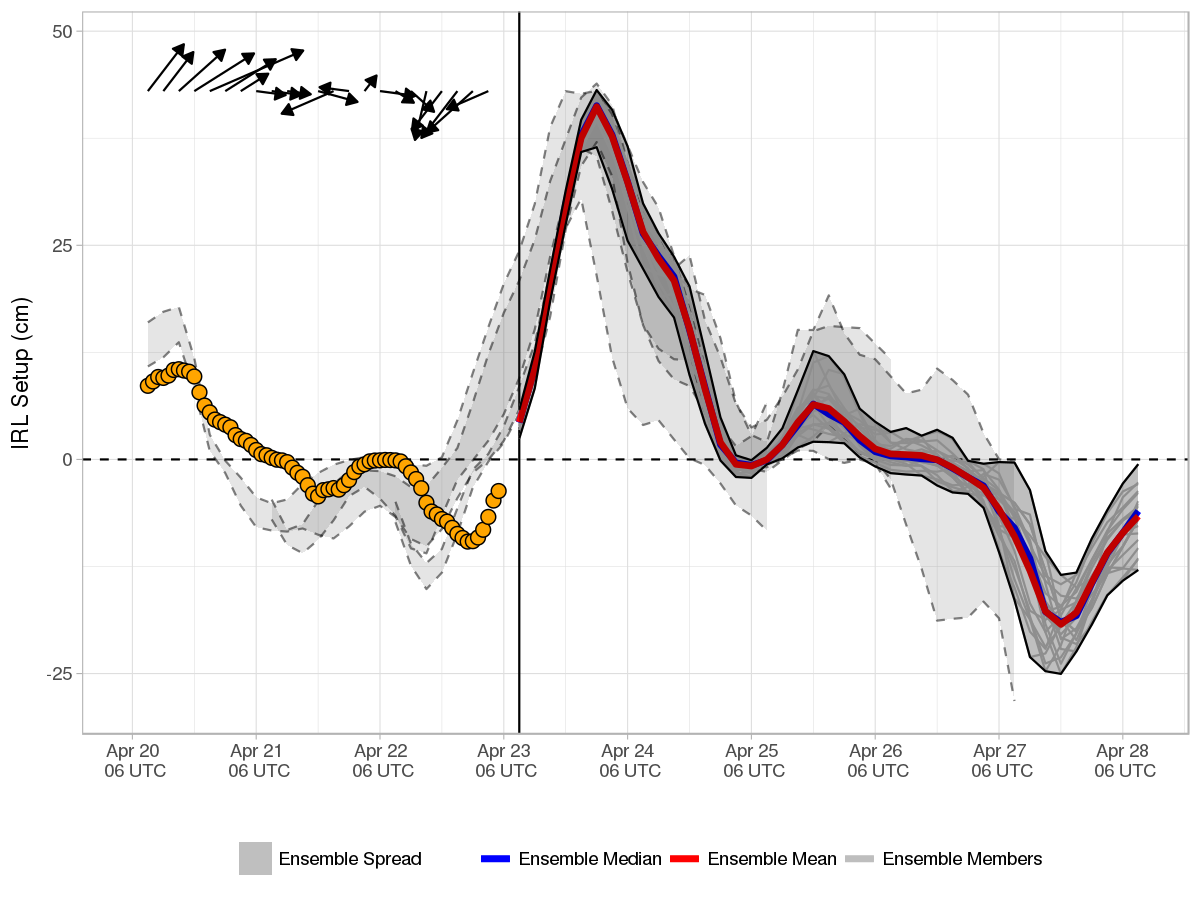 IRL Setup (cm)
50
25
0
-25
Apr 20 Apr 21 Apr 22 Apr 23 Apr 24 Apr 25 Apr 26 Apr 27 Apr 28
06 UTC 06 UTC 06 UTC 06 UTC 06 UTC 06 UTC 06 UTC 06 UTC 06 UTC
Ensemble Spread Ensemble Median Ensemble Mean Ensemble Members